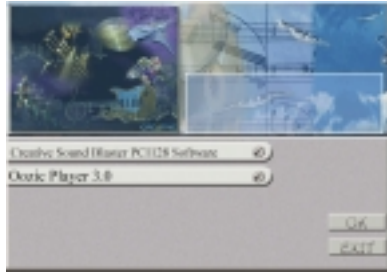 Creative Sound Blaster PCI128 Software
Oozic Player 3.0
OK
EXIT